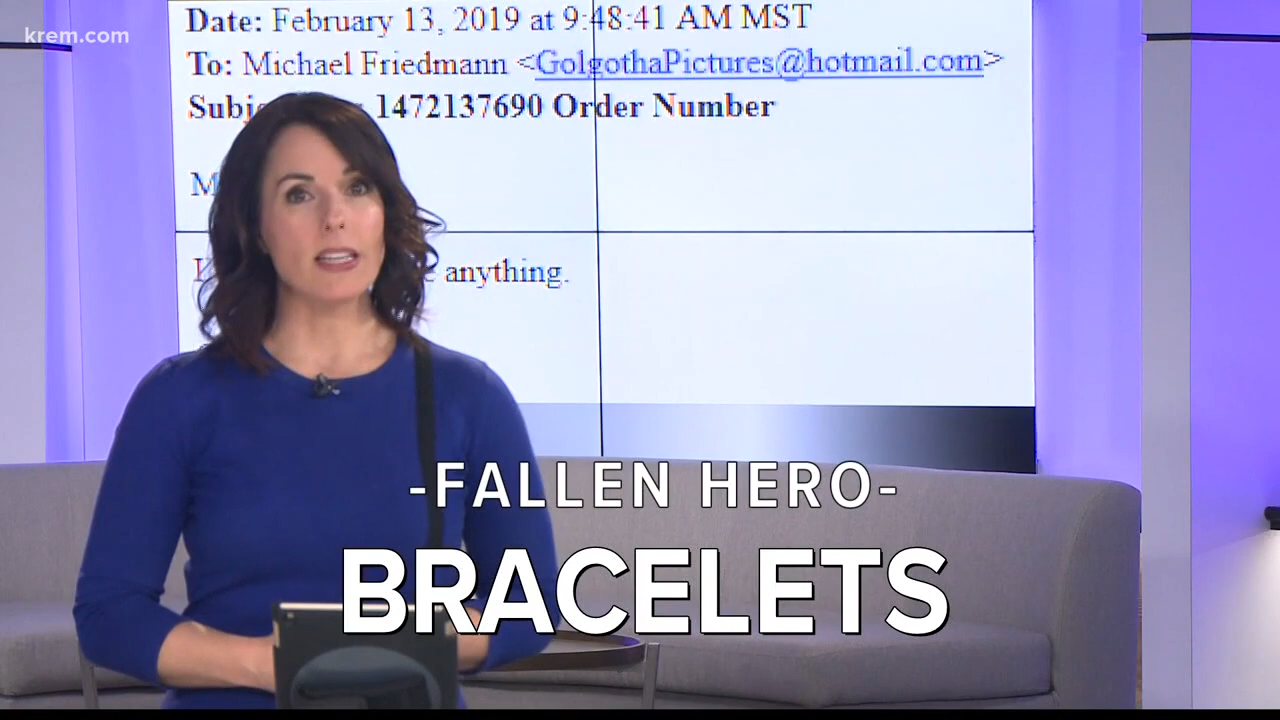 krem.com
Date: February 13, 2019 at 9:48:41 AM MST
To: Michael Friedmann <GolgothaPictures@hotmail.com>
1472137690 Order Number
anything.
-FALLEN HERO-
BRACELETS